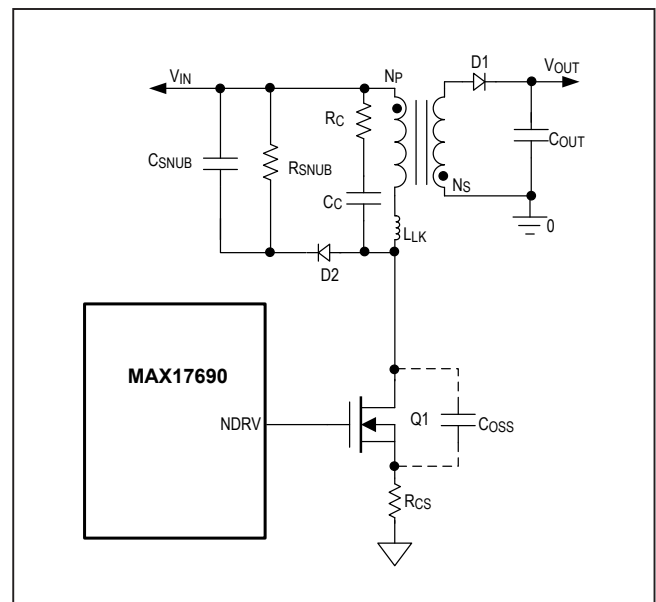 VIN
NP
D1
VOUT
RC
CSNUB
RSNUB
COUT
CC
NS
LLK
0
D2
MAX17690
NDRV
Q1
COSS
RCS